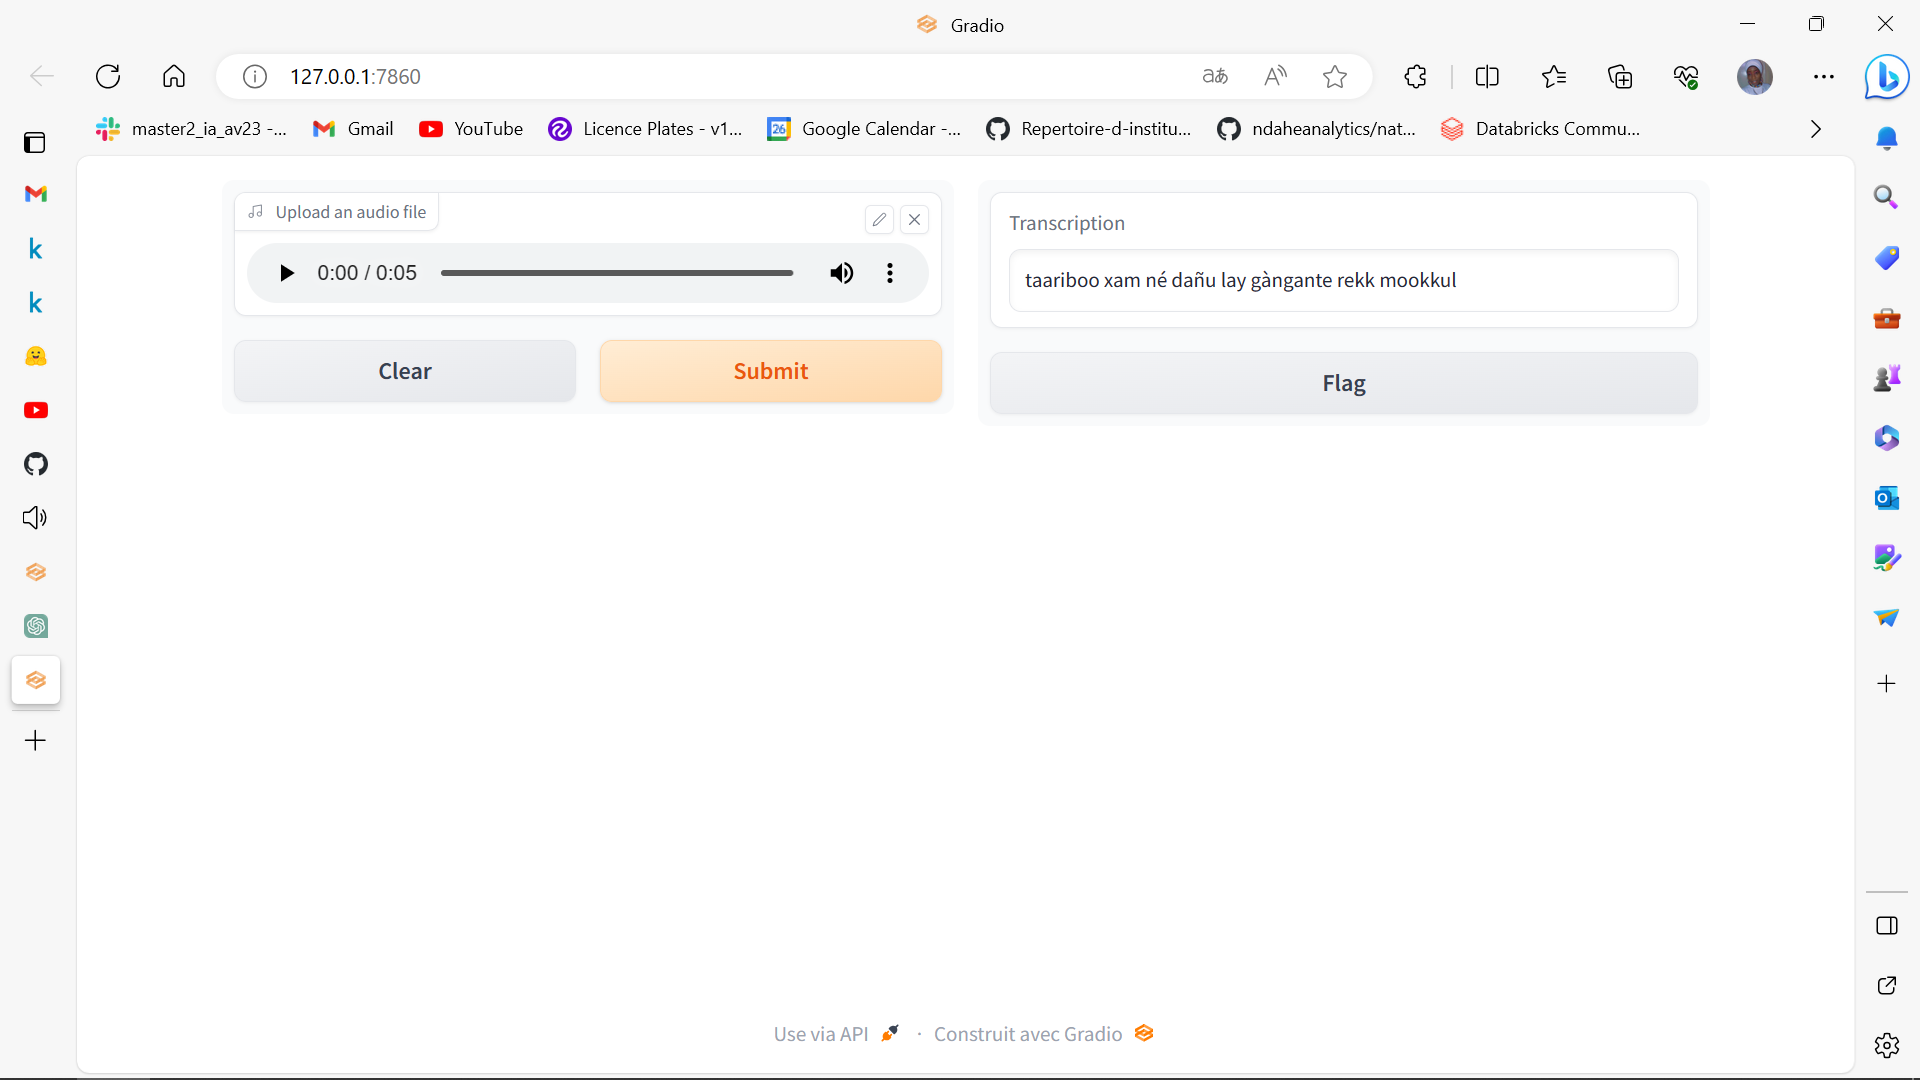 Gradio
127.0.0.1:7860
master2_ia_av23 -...
Gmail
YouTube
Licence Plates - v1...
Google Calendar -...
Repertoire-d-institu...
ndaheanalytics/nat...
Databricks Commu...
Upload an audio file
0:00 / 0:05
Clear
Submit
Transcription
taariboo xam né dañu lay gàngante rekk mookkul
Flag
Use via API
· Construit avec Gradio